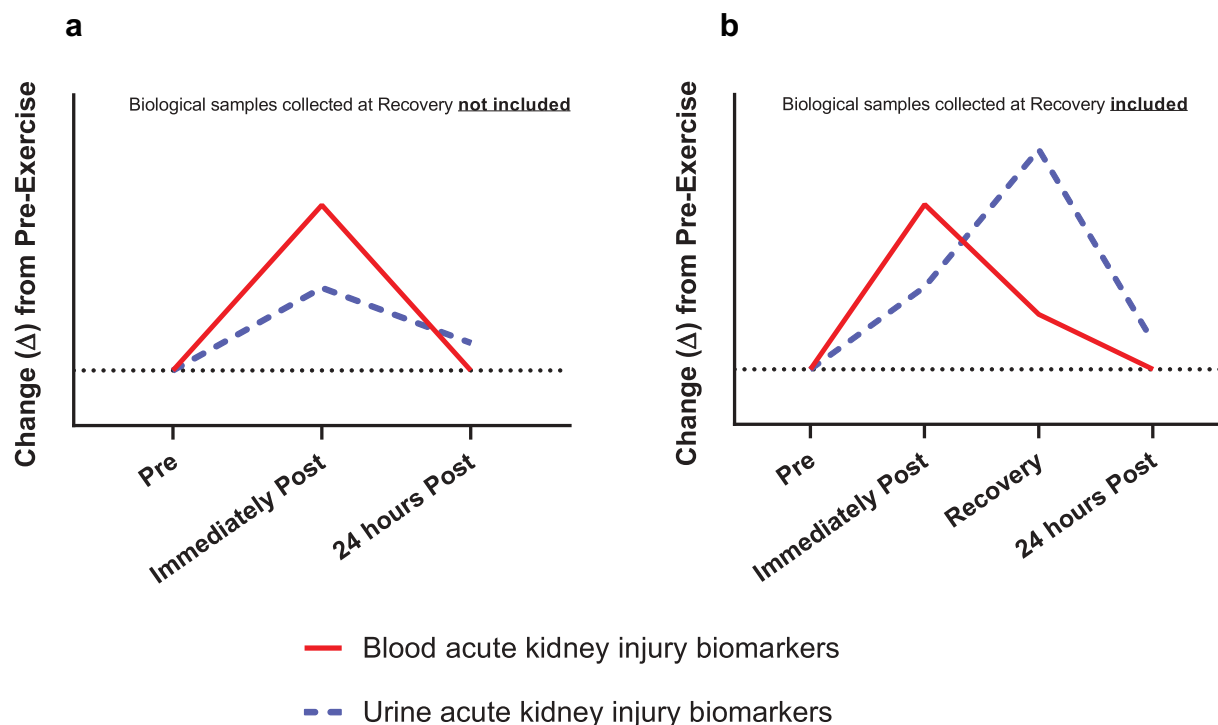 a
Biological samples collected at Recovery not included
Change (Δ) from Pre-Exercise
Pre
Immediately Post
24 hours Post
b
Biological samples collected at Recovery included
Change (Δ) from Pre-Exercise
Pre
Immediately Post
Recovery
24 hours Post
Blood acute kidney injury biomarkers
Urine acute kidney injury biomarkers